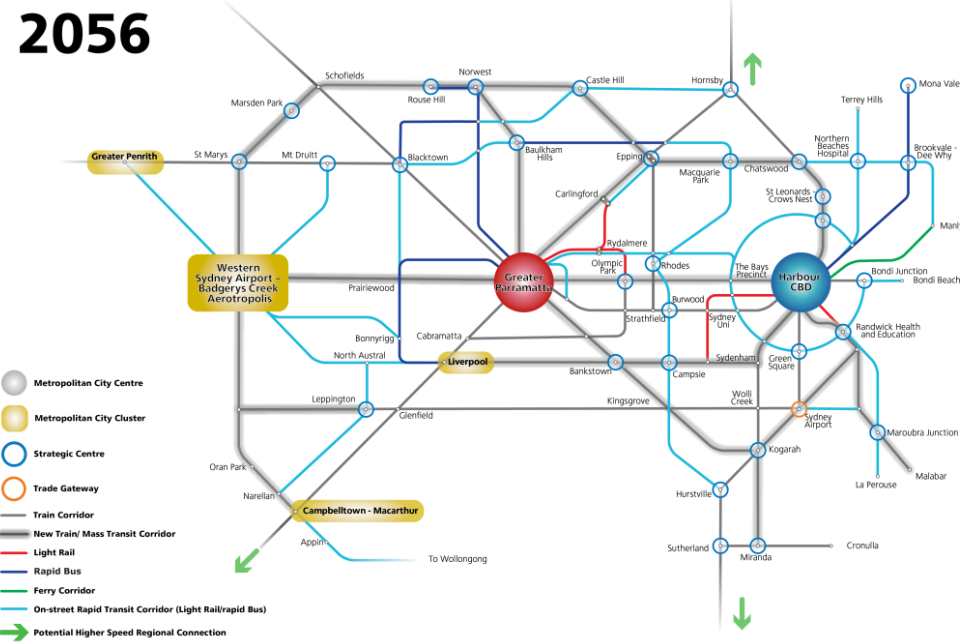 2056
Schofields
Norwest
Castle Hill
Hornsby
Rouse Hill
Mona Vale
Marsden Park
Terrey Hills
Northern
Beaches
Hospital
Brookvale -
Dee Why
Greater Penrith
St Marys
Mt Druitt
Blacktown
Baulkham
Hills
Epping
Macquarie
Park
Chatswood
Carlingford
St Leonards -
Crows Nest
Manly
Rydalmere
Western
Sydney Airport –
Badgerys Creek
Aerotropolis
Greater
Parramatta
Olympic
Park
Rhodes
The Bays
Precinct
Harbour
CBD
Bondi Junction
Bondi Beach
Prairiewood
Burwood
Strathfield
Sydney
Uni
Randwick Health
and Education
Bonnyrigg
Cabramatta
North Austral
Liverpool
Bankstown
Campsie
Sydenham
Green
Square
Leppington
Glenfield
Kingsgrove
Wolli
Creek
Sydney
Airport
Maroubra Junction
Kogarah
Oran Park
Malabar
La Perouse
Narellan
Hurstville
Campbelltown - Macarthur
Appin
To Wollongong
Sutherland
Miranda
Cronulla
Metropolitan City Centre
Metropolitan City Cluster
Strategic Centre
Trade Gateway
Train Corridor
New Train/ Mass Transit Corridor
Light Rail
Rapid Bus
Ferry Corridor
On-street Rapid Transit Corridor (Light Rail/rapid Bus)
Potential Higher Speed Regional Connection